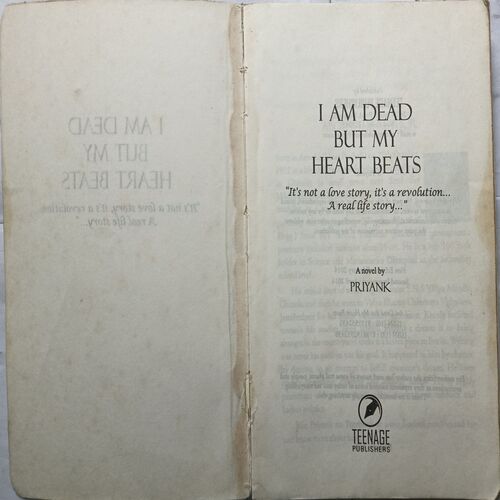 I AM DEAD
BUT MY
HEART BEATS
"It's not a love story, it's a revolution...
A real life story..."
A novel by
PRIYANK
TEENAGE
PUBLISHERS